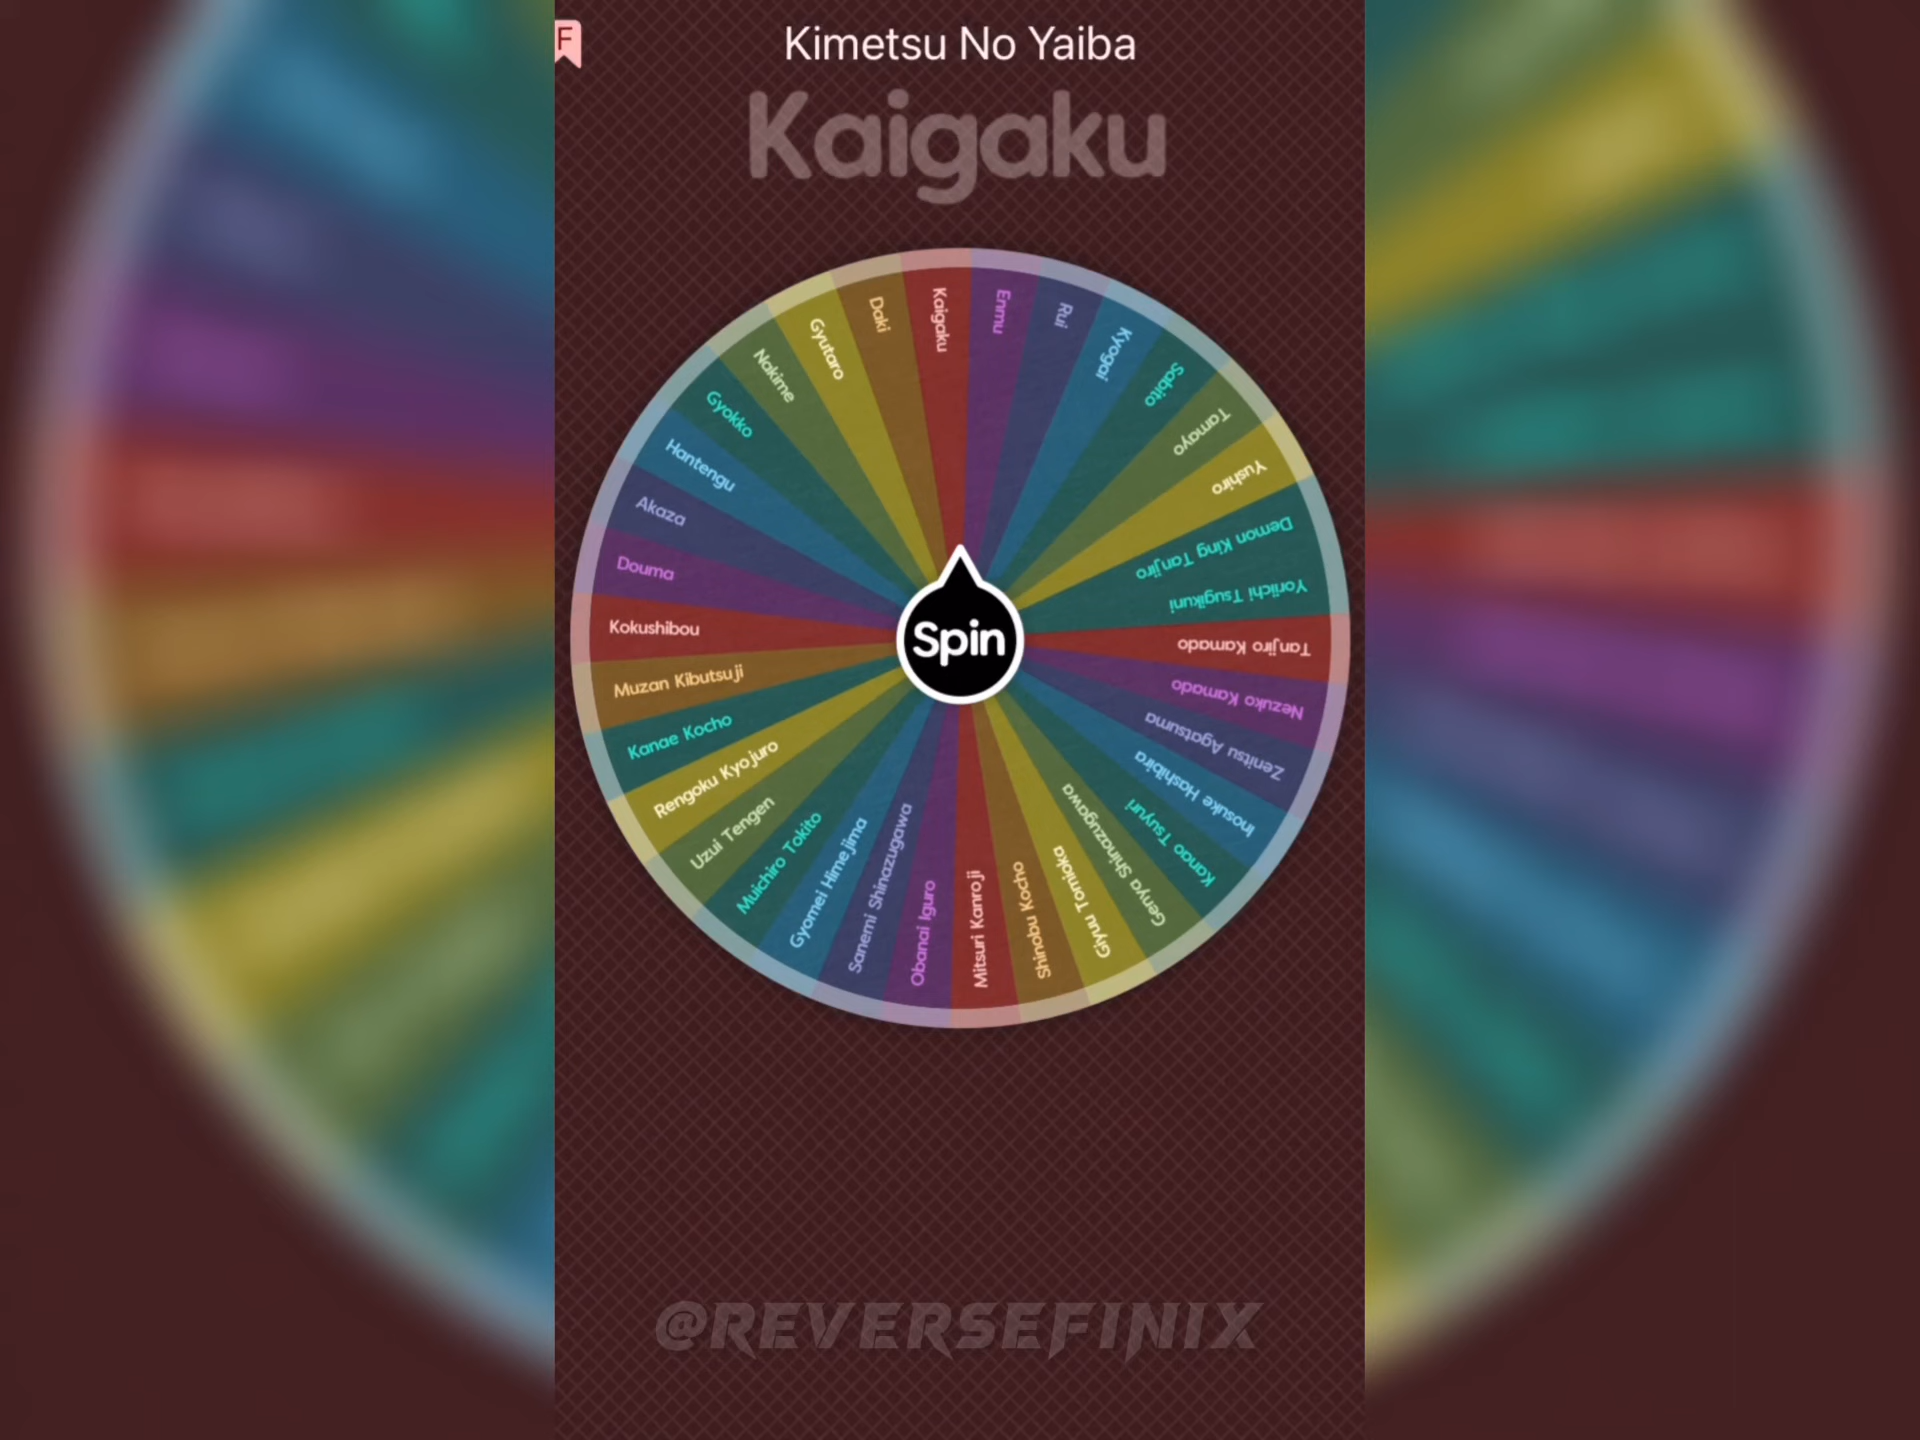 F
Kimetsu No Yaiba
Kaigaku
Kaigaku
Enmu
Rui
Kyogai
Sabito
Tamayo
Yushiro
Demon King Tanjiro
Yoriichi Tsugikuni
Tanjiro Kamado
Nezuko Kamado
Zenitsu Agatsuma
Inosuke Hashibira
Kanao Tsuyuri
Genya Shinazugawa
Giyuu Tomioka
Shinobu Kocho
Mitsuri Kanroji
Obanai Iguro
Sanemi Shinazugawa
Gyomei Himejima
Muichiro Tokito
Uzui Tengen
Rengoku Kyojuro
Kanae Kocho
Muzan Kibutsuji
Kokushibou
Douma
Akaza
Hantengu
Gyokko
Nakime
Gyutaro
Daki
Spin
@REVERSEFINIX